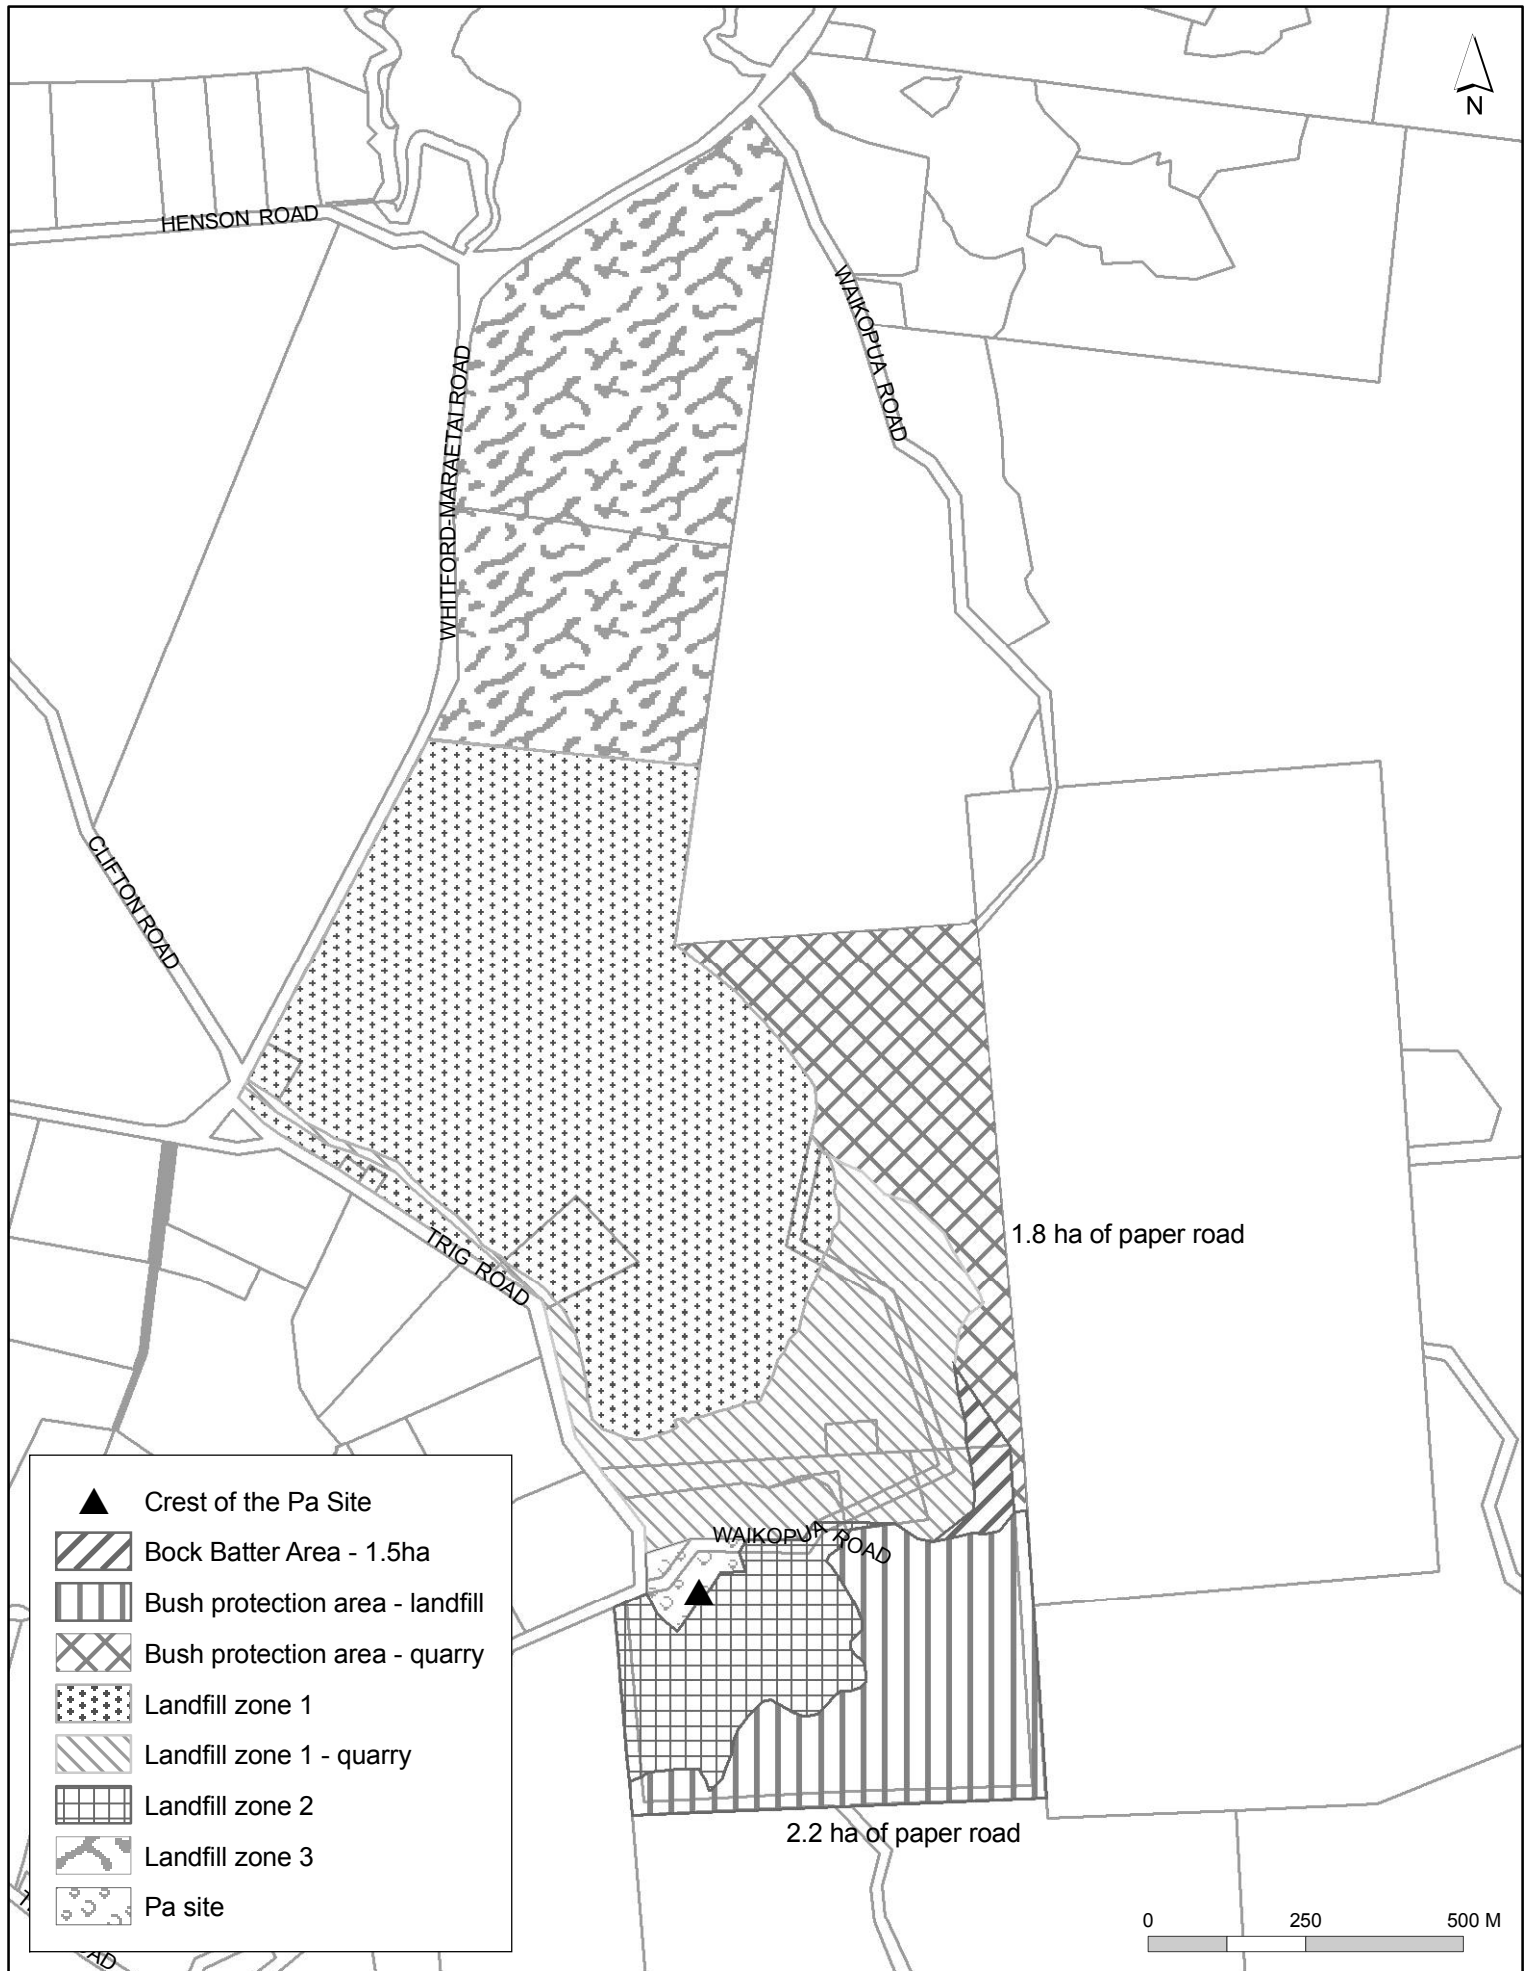 N
HENSON ROAD
WAIKOPUA ROAD
WHITFORD-MARAETAI ROAD
CLIFTON ROAD
1.8 ha of paper road
TRIG ROAD
WAIKOPUA ROAD
2.2 ha of paper road
Crest of the Pa Site
Bock Batter Area - 1.5ha
Bush protection area - landfill
Bush protection area - quarry
Landfill zone 1
Landfill zone 1 - quarry
Landfill zone 2
Landfill zone 3
Pa site
0 250 500 M